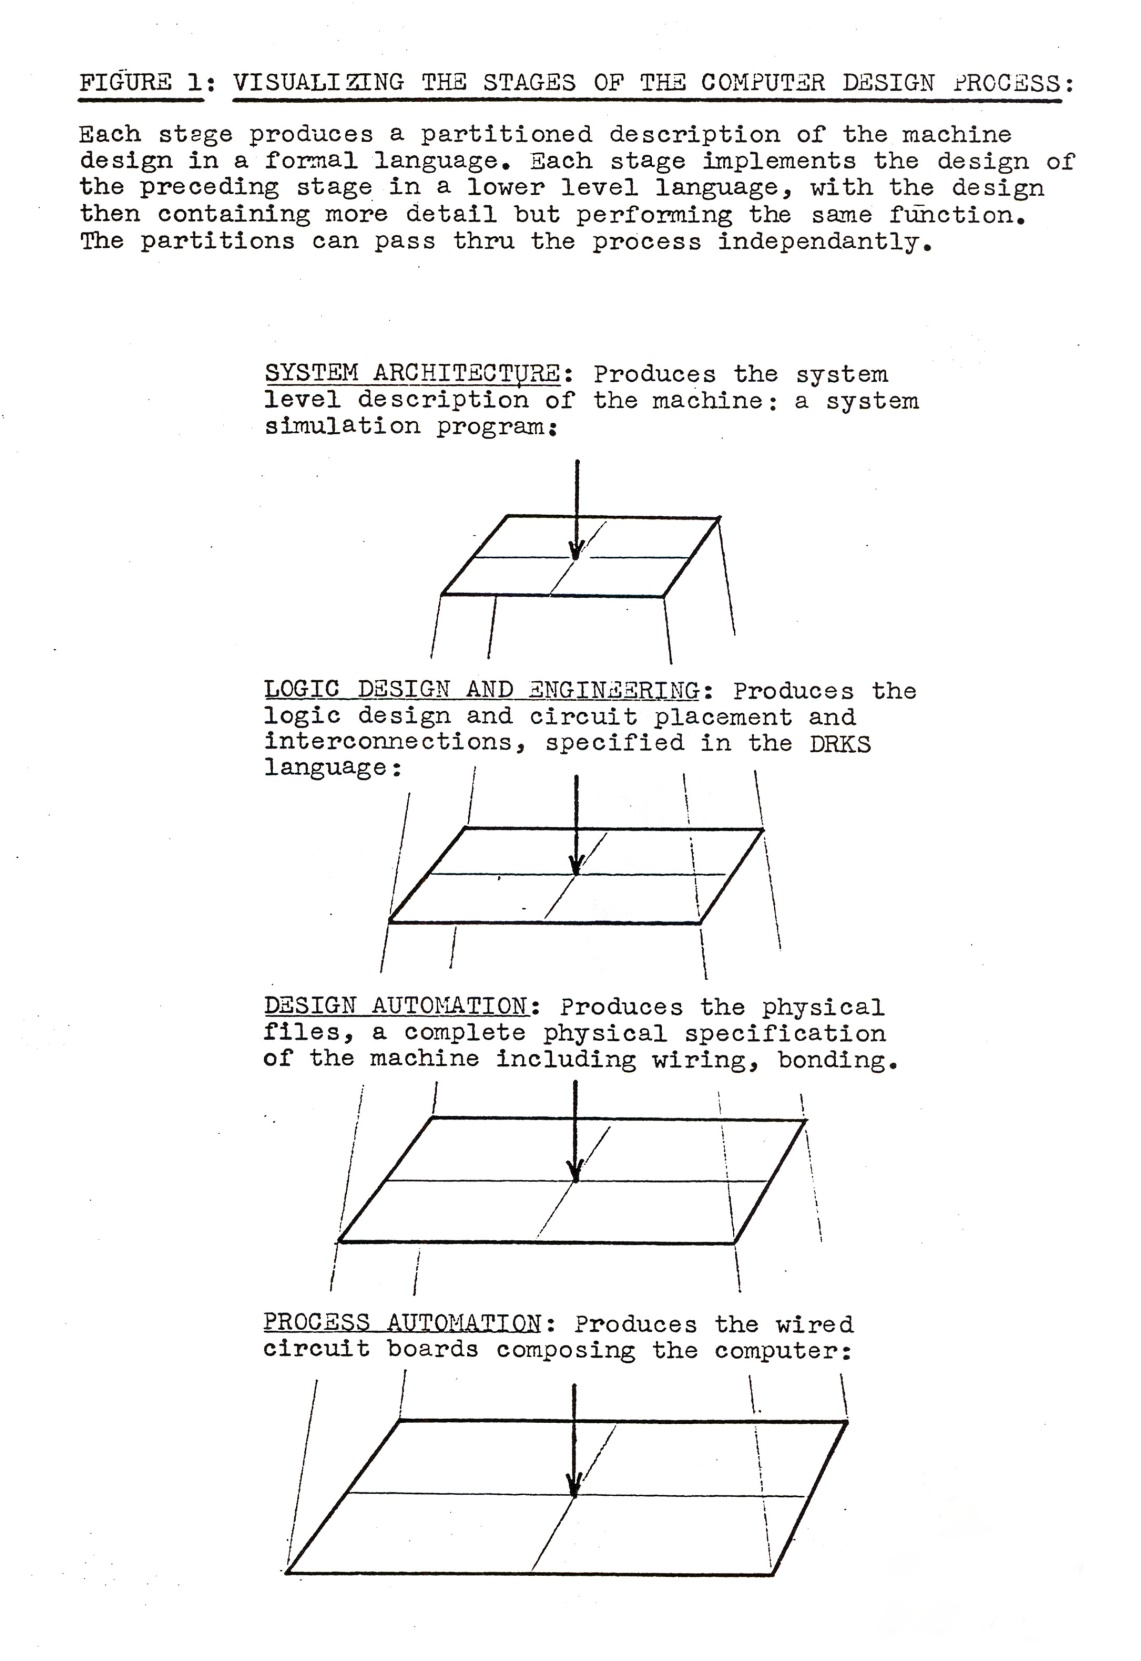 FIGURE 1: VISUALIZING THE STAGES OF THE COMPUTER DESIGN PROCESS:
Each stage produces a partitioned description of the machine
design in a formal language. Each stage implements the design of
the preceding stage in a lower level language, with the design
then containing more detail but performing the same function.
The partitions can pass thru the process independantly.
SYSTEM ARCHITECTURE: Produces the system
level description of the machine: a system
simulation program:
LOGIC DESIGN AND ENGINEERING: Produces the
logic design and circuit placement and
interconnections, specified in the DRKS
language:
DESIGN AUTOMATION: Produces the physical
files, a complete physical specification
of the machine including wiring, bonding.
PROCESS AUTOMATION: Produces the wired
circuit boards composing the computer: